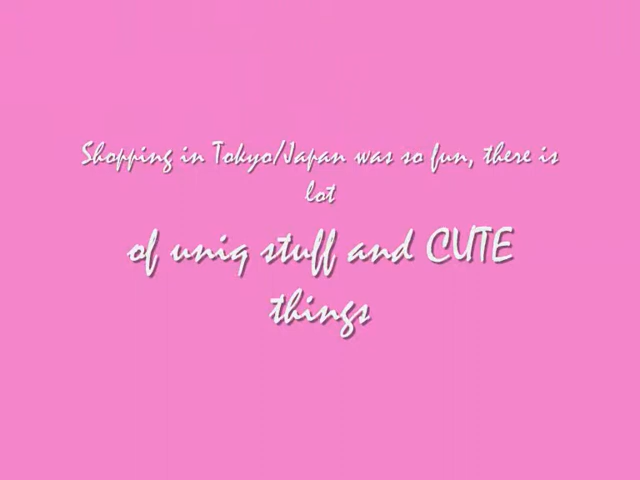 Shopping in Tokyo/Japan was so fun, there is
lot
of uniq stuff and CUTE
things